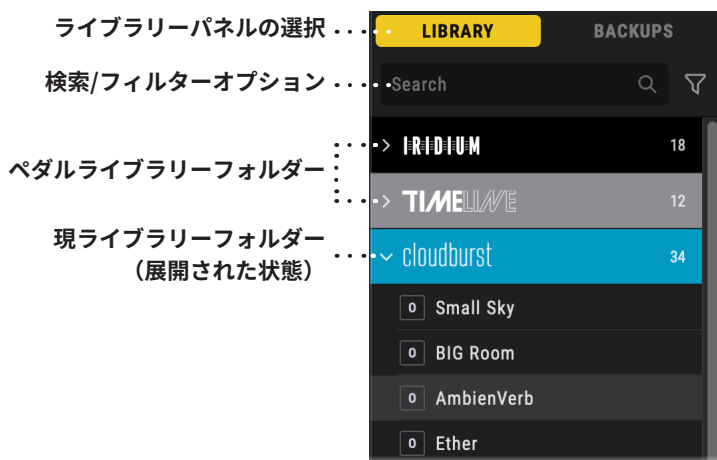 ライブラリーパネルの選択
LIBRARY
BACKUPS
検索/フィルターオプション
Search
ペダルライブラリーフォルダー
IRIDIUM
18
TIMELINE
12
現ライブラリーフォルダー
（展開された状態）
cloudburst
34
0 Small Sky
0 BIG Room
0 AmbienVerb
0 Ether